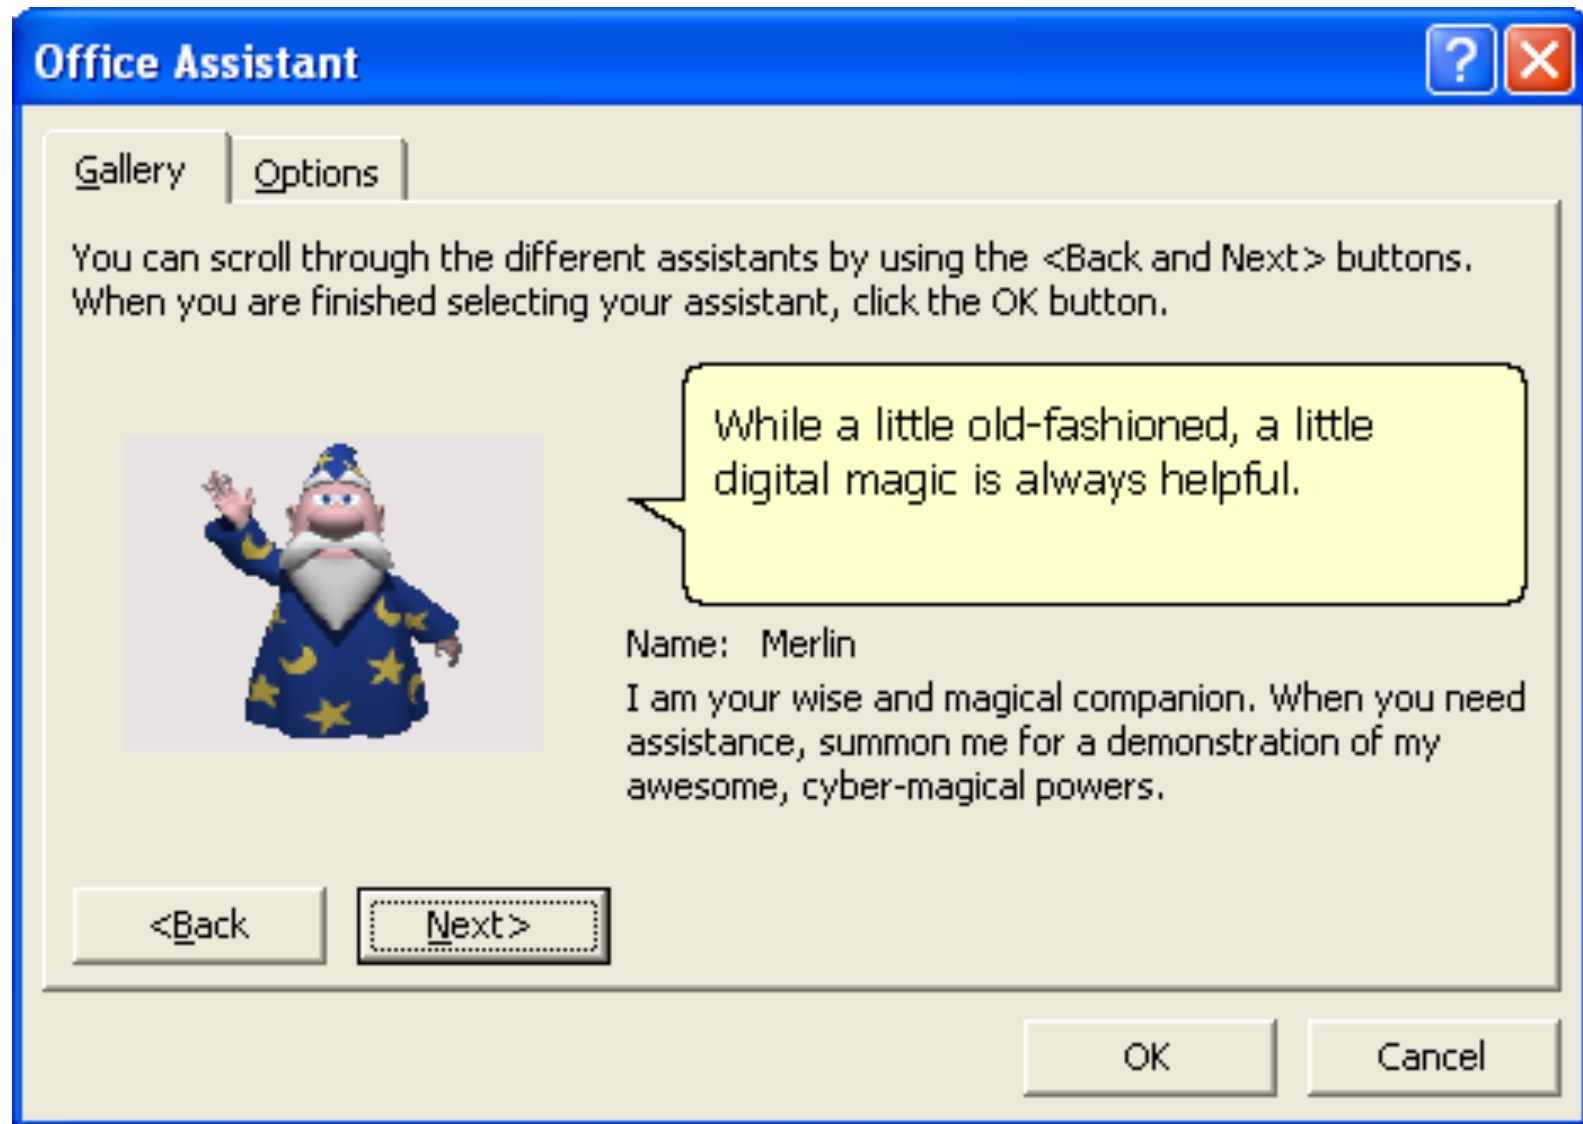 Office Assistant
?
Gallery
Options
You can scroll through the different assistants by using the <Back and Next> buttons.
When you are finished selecting your assistant, click the OK button.
While a little old-fashioned, a little
digital magic is always helpful.
Name: Merlin
I am your wise and magical companion. When you need
assistance, summon me for a demonstration of my
awesome, cyber-magical powers.
<Back
Next>
OK
Cancel